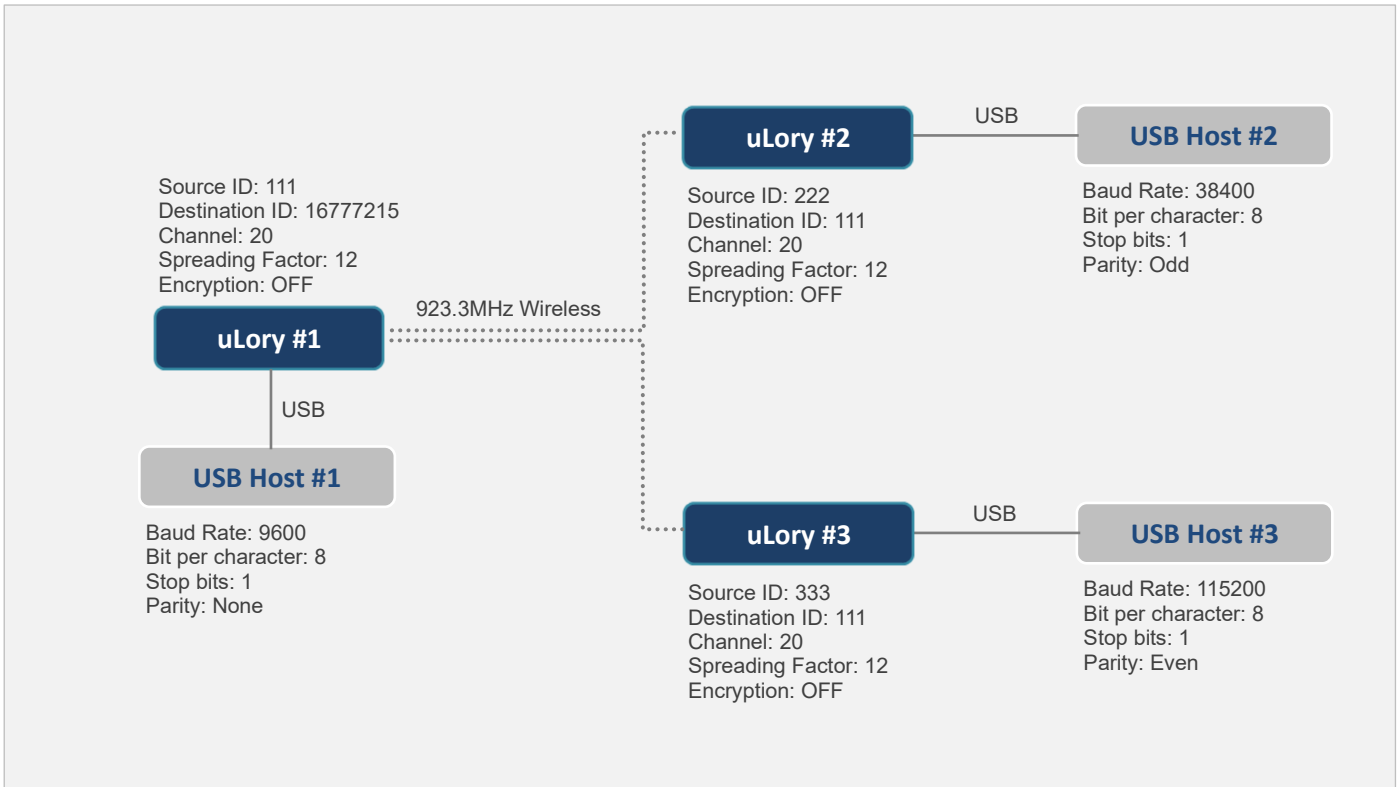 Source ID: 111
Destination ID: 16777215
Channel: 20
Spreading Factor: 12
Encryption: OFF
uLory #1
USB
USB Host #1
Baud Rate: 9600
Bit per character: 8
Stop bits: 1
Parity: None
923.3MHz Wireless
uLory #2
Source ID: 222
Destination ID: 111
Channel: 20
Spreading Factor: 12
Encryption: OFF
USB
USB Host #2
Baud Rate: 38400
Bit per character: 8
Stop bits: 1
Parity: Odd
uLory #3
Source ID: 333
Destination ID: 111
Channel: 20
Spreading Factor: 12
Encryption: OFF
USB
USB Host #3
Baud Rate: 115200
Bit per character: 8
Stop bits: 1
Parity: Even